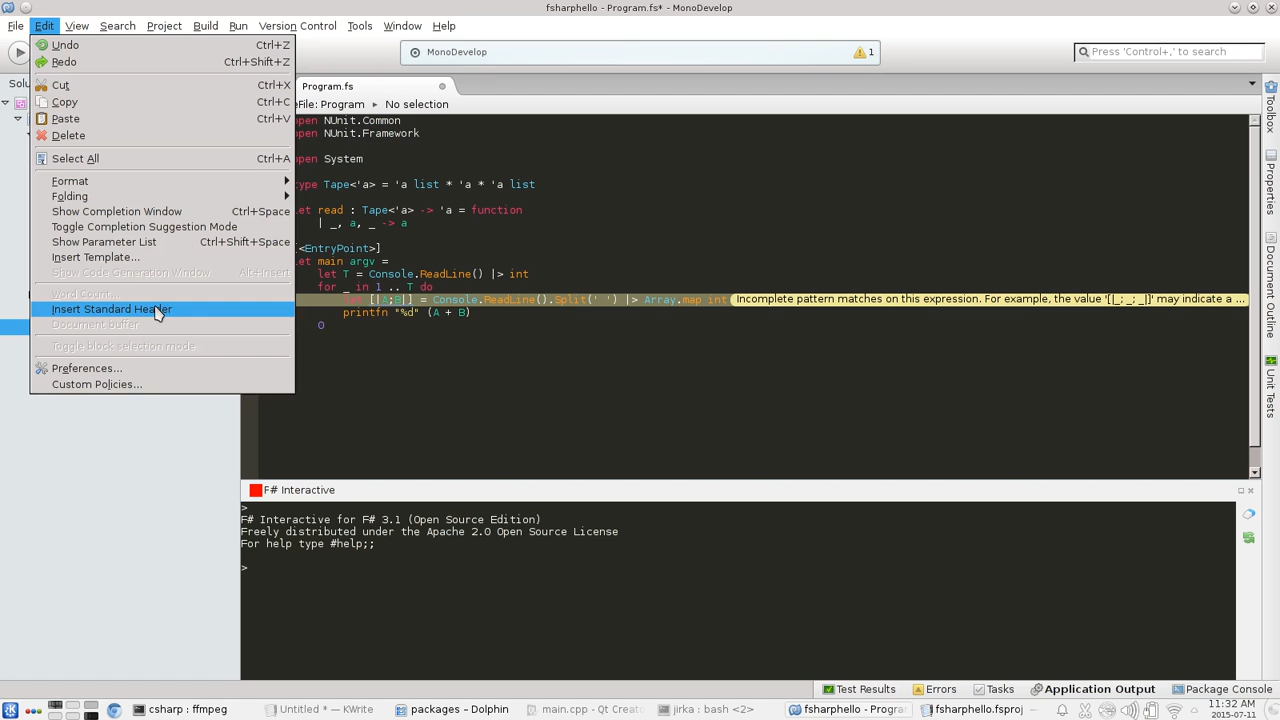 fsharphello - Program.fs* - MonoDevelop
File Edit View Search Project Build Run Version Control Tools Window Help
MonoDevelop 1
Press 'Control+,' to search
Undo Ctrl+Z
Redo Ctrl+Shift+Z
Cut Ctrl+X
Copy Ctrl+C
Paste Ctrl+V
Delete
Select All Ctrl+A
Format
Folding
Show Completion Window Ctrl+Space
Toggle Completion Suggestion Mode
Show Parameter List Ctrl+Shift+Space
Insert Template...
Show Code Generation Window Alt+Insert
Word Count...
Insert Standard Header
Document buffer
Toggle block selection mode
Preferences...
Custom Policies...
Solu
Program.fs
eFile: Program ▸ No selection
open NUnit.Common
open NUnit.Framework
open System
type Tape<'a> = 'a list * 'a * 'a list
let read : Tape<'a> -> 'a = function
| _, a, _ -> a
[<EntryPoint>]
let main argv =
let T = Console.ReadLine() |> int
for _ in 1 .. T do
let [|A;B|] = Console.ReadLine().Split(' ') |> Array.map int
Incomplete pattern matches on this expression. For example, the value '[|_; _; _|]' may indicate a ...
printfn "%d" (A + B)
0
Toolbox
Properties
Document Outline
Unit Tests
F# Interactive
>
F# Interactive for F# 3.1 (Open Source Edition)
Freely distributed under the Apache 2.0 Open Source License
For help type #help;;
>
Test Results Errors Tasks Application Output Package Console
csharp : ffmpeg
Untitled * — KWrite
packages – Dolphin
main.cpp - Qt Creato
jirka : bash <2>
fsharphello - Progra
fsharphello.fsproj
11:32 AM
2015-07-11